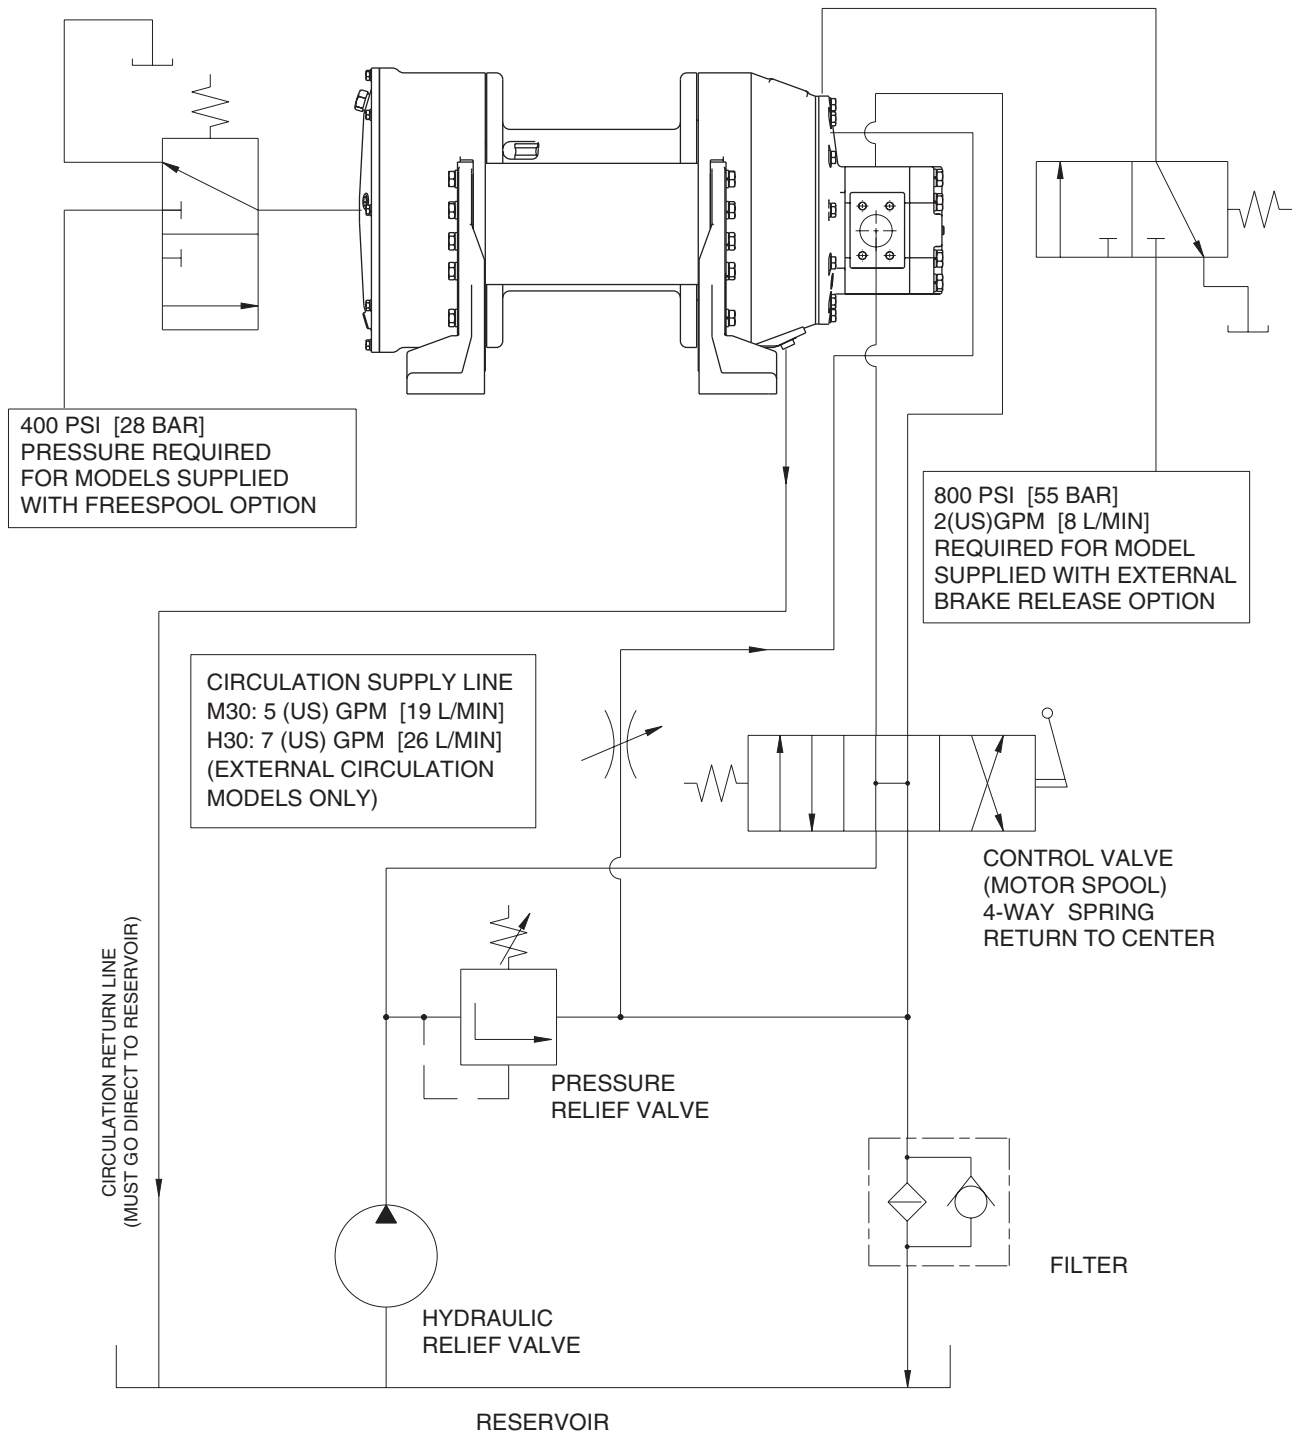 400 PSI [28 BAR]
PRESSURE REQUIRED
FOR MODELS SUPPLIED
WITH FREESPOOL OPTION
800 PSI [55 BAR]
2(US)GPM [8 L/MIN]
REQUIRED FOR MODEL
SUPPLIED WITH EXTERNAL
BRAKE RELEASE OPTION
CIRCULATION SUPPLY LINE
M30: 5 (US) GPM [19 L/MIN]
H30: 7 (US) GPM [26 L/MIN]
(EXTERNAL CIRCULATION
MODELS ONLY)
CONTROL VALVE
(MOTOR SPOOL)
4-WAY SPRING
RETURN TO CENTER
CIRCULATION RETURN LINE
(MUST GO DIRECT TO RESERVOIR)
PRESSURE
RELIEF VALVE
FILTER
HYDRAULIC
RELIEF VALVE
RESERVOIR